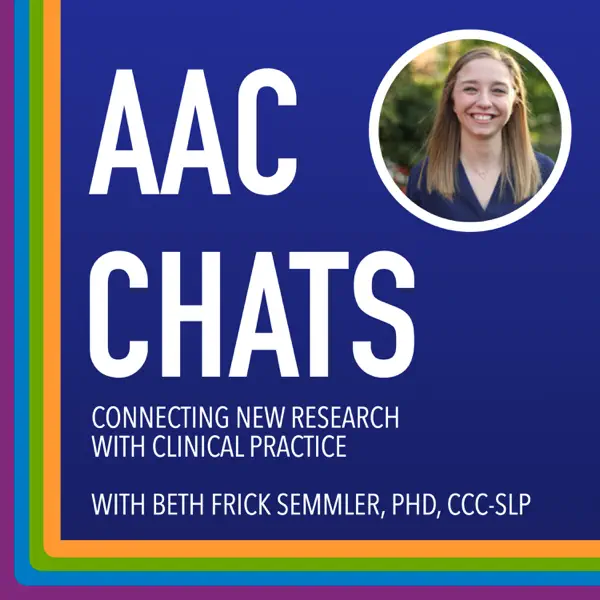 AAC
CHATS
CONNECTING NEW RESEARCH
WITH CLINICAL PRACTICE
WITH BETH FRICK SEMMLER, PHD, CCC-SLP